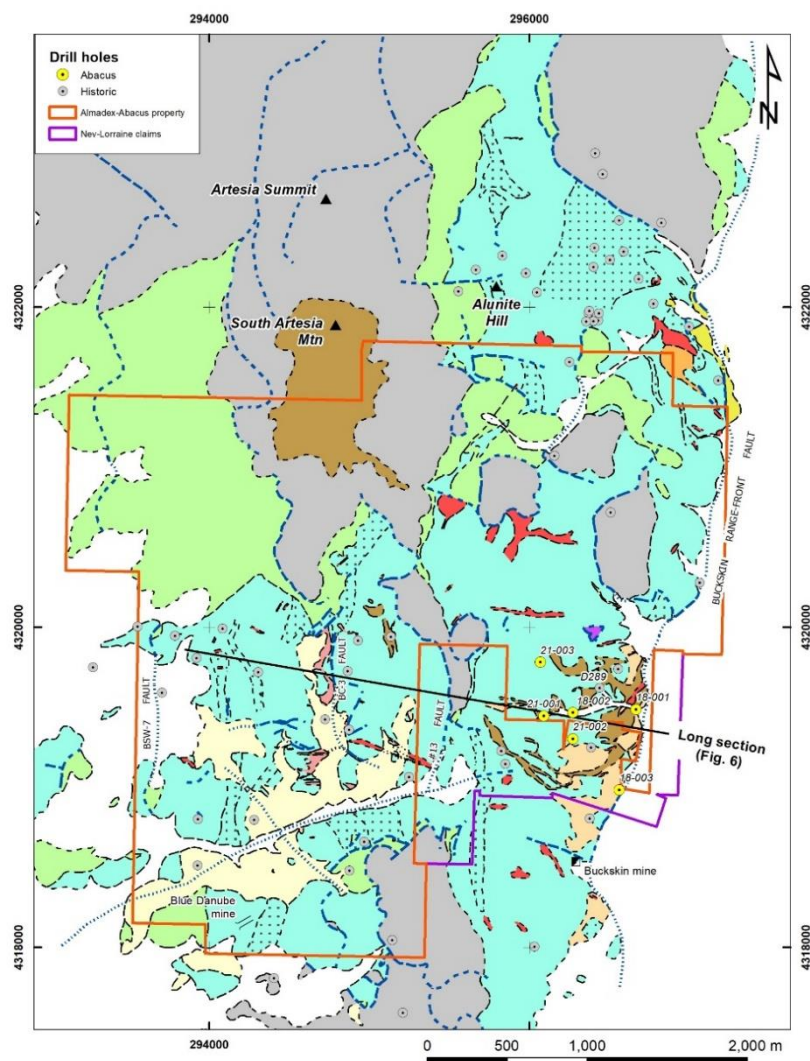 294000
296000
Drill holes
Abacus
Historic
Almadex-Abacus property
Nev-Lorraine claims
N
Artesia Summit
4322000
4322000
Alunite
Hill
South Artesia
Mtn
BUCKSKIN RANGE-FRONT FAULT
4320000
4320000
21-003
BC-3 FAULT
D289
BSW-7 FAULT
18-002
18-001
21-001
21-002
FAULT
Long section
(Fig. 6)
18-003
Buckskin mine
Blue Danube
mine
4318000
4318000
294000
296000
0 500 1,000 2,000 m